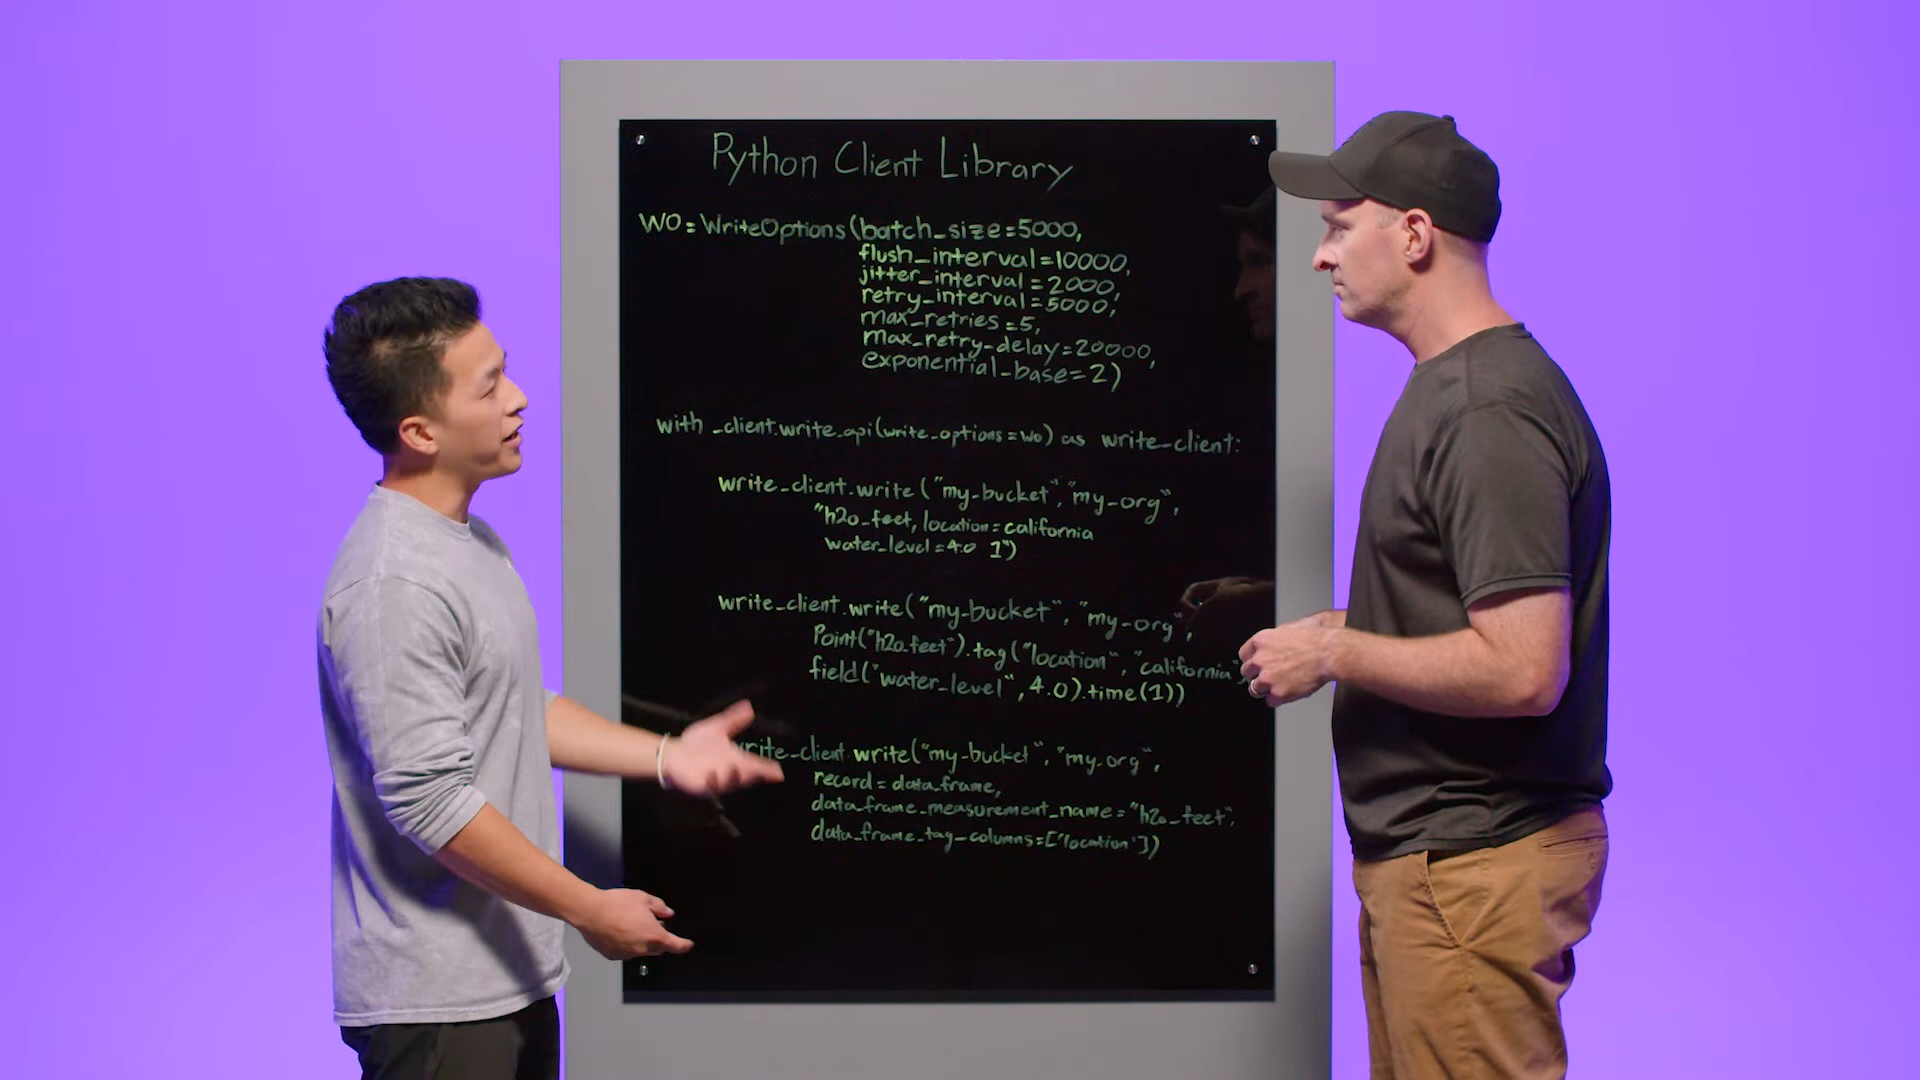 Python Client Library
WO = WriteOptions (batch_size=5000,
flush_interval=10000,
jitter_interval = 2000,
retry_interval=5000,
max_retries=5,
max_retry_delay=20000,
exponential_base=2)
with _client.write_api(write_options=wo) as write_client:
write_client.write ("my-bucket","my-org",
"h2o_feet, location=california
water_level=4.0 1")
write_client.write("my-bucket", "my-org",
Point("h2o_feet").tag("location", "california")
field("water_level", 4.0).time(1))
write_client.write("my-bucket", "my-org",
record = data_frame,
data_frame_measurement_name="h2o_feet",
data_frame_tag_columns=["location"])